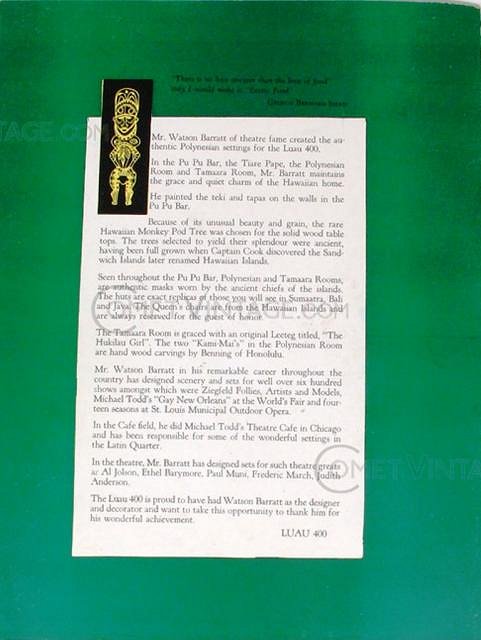 "There is no love sincerer than the love of food"
only I would make it "Exotic Food"
GEORGE BERNARD SHAW
Mr. Watson Barratt of theatre fame created the au-
thentic Polynesian settings for the Luau 400.
In the Pu Pu Bar, the Tiare Pape, the Polynesian
Room and Tamaara Room, Mr. Barratt maintains
the grace and quiet charm of the Hawaiian home.
He painted the teki and tapas on the walls in the
Pu Pu Bar.
Because of its unusual beauty and grain, the rare
Hawaiian Monkey Pod Tree was chosen for the solid wood table
tops. The trees selected to yield their splendour were ancient,
having been full grown when Captain Cook discovered the Sand-
wich Islands later renamed Hawaiian Islands.
Seen throughout the Pu Pu Bar, Polynesian and Tamaara Rooms,
are authentic masks worn by the ancient chiefs of the islands.
The huts are exact replicas of those you will see in Sumaatra, Bali
and Java. The Queen's chairs, found in the Hawaiian Islands
are always reserved for the guest of honor.
The Tamaara Room is graced with an original Leeteg titled, "The
Hukilau Girl". The two "Kami-Mai's" in the Polynesian Room
are hand wood carvings by Benning of Honolulu.
Mr. Watson Barratt in his remarkable career throughout the
country has designed scenery and sets for well over six hundred
shows amongst which were Ziegfeld Follies, Artists and Models,
Michael Todd's "Gay New Orleans" at the World's Fair and four-
teen seasons at St. Louis Municipal Outdoor Opera.
In the Cafe field, he did Michael Todd's Theatre Cafe in Chicago
and has been responsible for some of the wonderful settings in
the Latin Quarter.
In the theatre, Mr. Barratt has designed sets for such theatre greats
as Al Jolson, Ethel Barymore, Paul Muni, Frederic March, Judith
Anderson.
The Luau 400 is proud to have had Watson Barratt as the designer
and decorator and want to take this opportunity to thank him for
his wonderful achievement.
LUAU 400